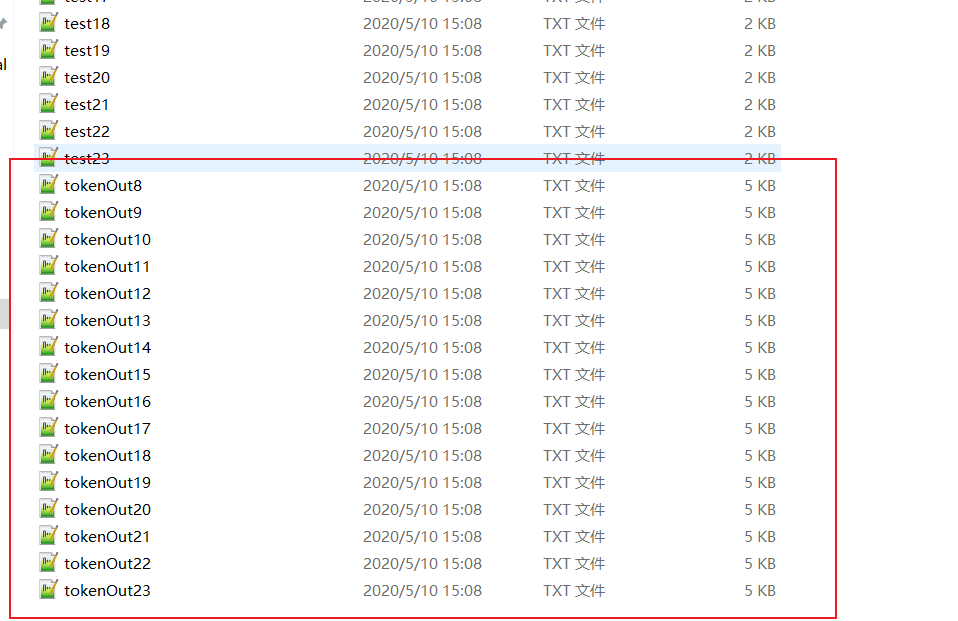 test18 2020/5/10 15:08 TXT 文件 2 KB
test19 2020/5/10 15:08 TXT 文件 2 KB
test20 2020/5/10 15:08 TXT 文件 2 KB
test21 2020/5/10 15:08 TXT 文件 2 KB
test22 2020/5/10 15:08 TXT 文件 2 KB
test23 2020/5/10 15:08 TXT 文件 2 KB
tokenOut8 2020/5/10 15:08 TXT 文件 5 KB
tokenOut9 2020/5/10 15:08 TXT 文件 5 KB
tokenOut10 2020/5/10 15:08 TXT 文件 5 KB
tokenOut11 2020/5/10 15:08 TXT 文件 5 KB
tokenOut12 2020/5/10 15:08 TXT 文件 5 KB
tokenOut13 2020/5/10 15:08 TXT 文件 5 KB
tokenOut14 2020/5/10 15:08 TXT 文件 5 KB
tokenOut15 2020/5/10 15:08 TXT 文件 5 KB
tokenOut16 2020/5/10 15:08 TXT 文件 5 KB
tokenOut17 2020/5/10 15:08 TXT 文件 5 KB
tokenOut18 2020/5/10 15:08 TXT 文件 5 KB
tokenOut19 2020/5/10 15:08 TXT 文件 5 KB
tokenOut20 2020/5/10 15:08 TXT 文件 5 KB
tokenOut21 2020/5/10 15:08 TXT 文件 5 KB
tokenOut22 2020/5/10 15:08 TXT 文件 5 KB
tokenOut23 2020/5/10 15:08 TXT 文件 5 KB